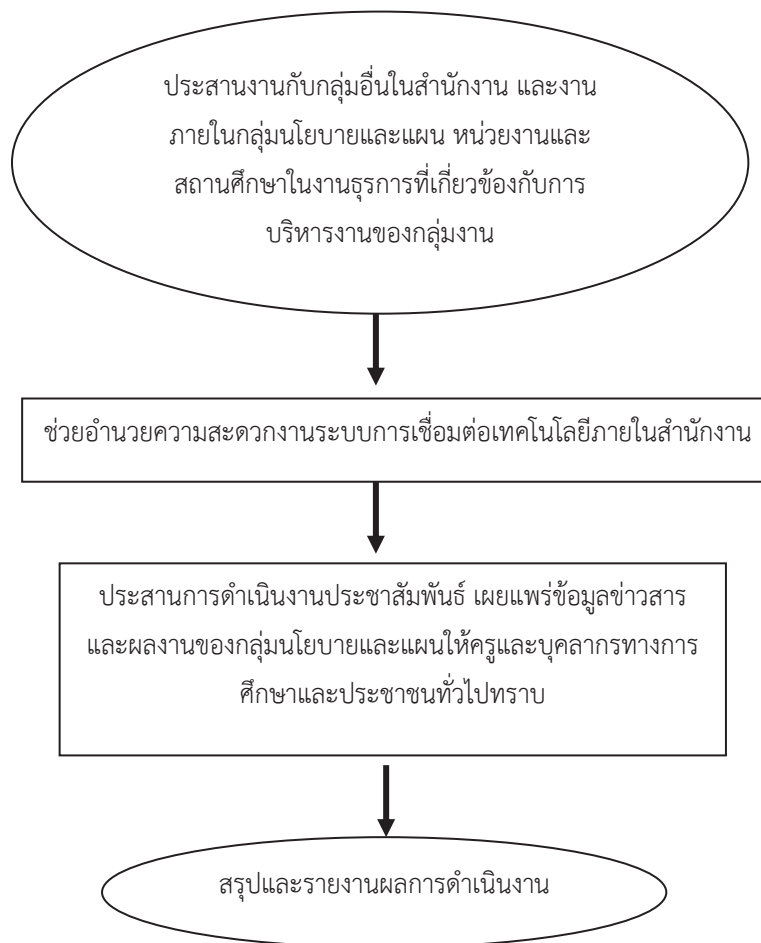 ประสานงานกับกลุ่มอื่นในสำนักงาน และงาน
ภายในกลุ่มนโยบายและแผน หน่วยงานและ
สถานศึกษาในงานธุรการที่เกี่ยวข้องกับการ
บริหารงานของกลุ่มงาน
ช่วยอำนวยความสะดวกงานระบบการเชื่อมต่อเทคโนโลยีภายในสำนักงาน
ประสานการดำเนินงานประชาสัมพันธ์ เผยแพร่ข้อมูลข่าวสาร
และผลงานของกลุ่มนโยบายและแผนให้ครูและบุคลากรทางการ
ศึกษาและประชาชนทั่วไปทราบ
สรุปและรายงานผลการดำเนินงาน